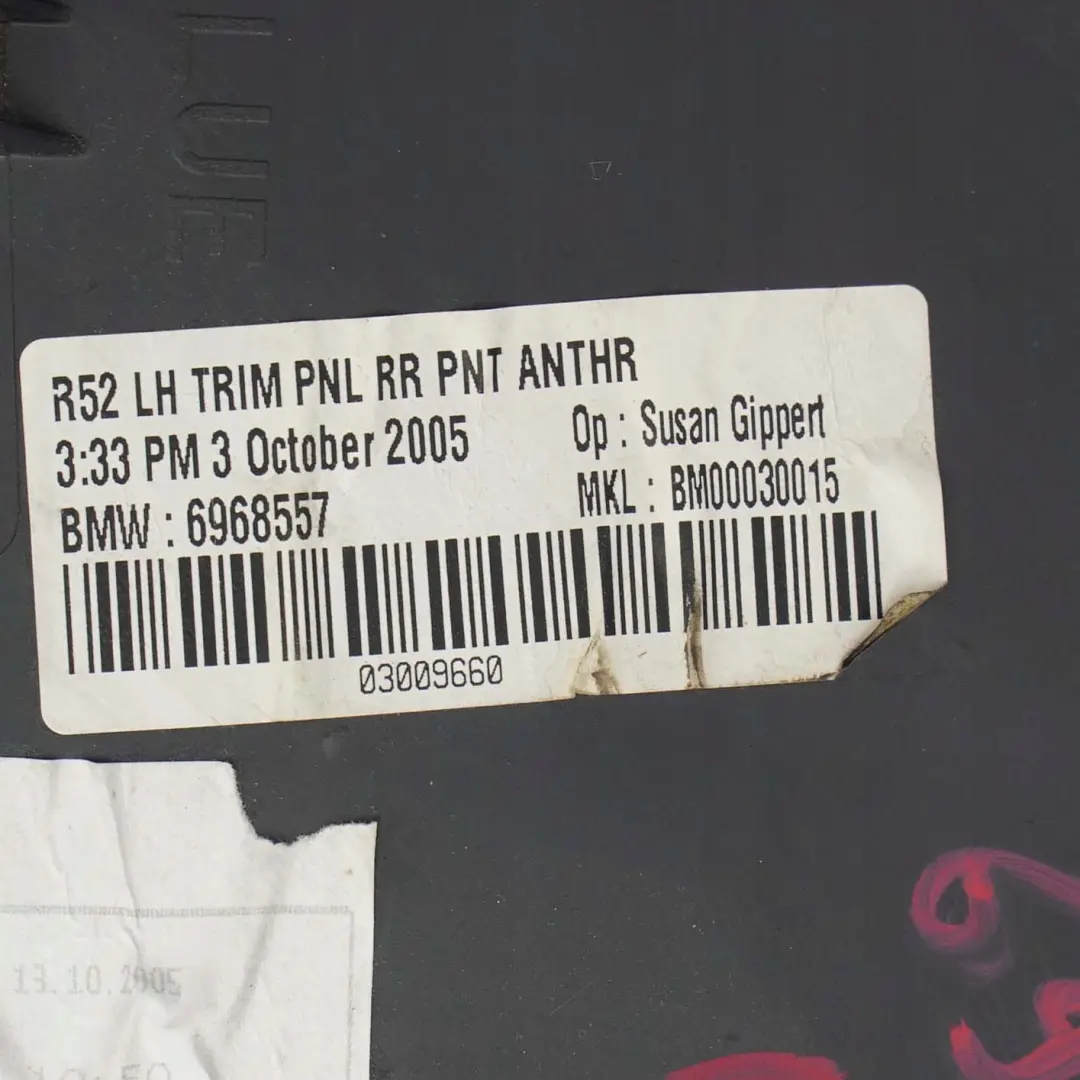 R52 LH TRIM PNL RR PNT ANTHR
3:33 PM 3 October 2005 Op : Susan Gippert
BMW : 6968557 MKL : BM00030015
03009660
13.10.2005